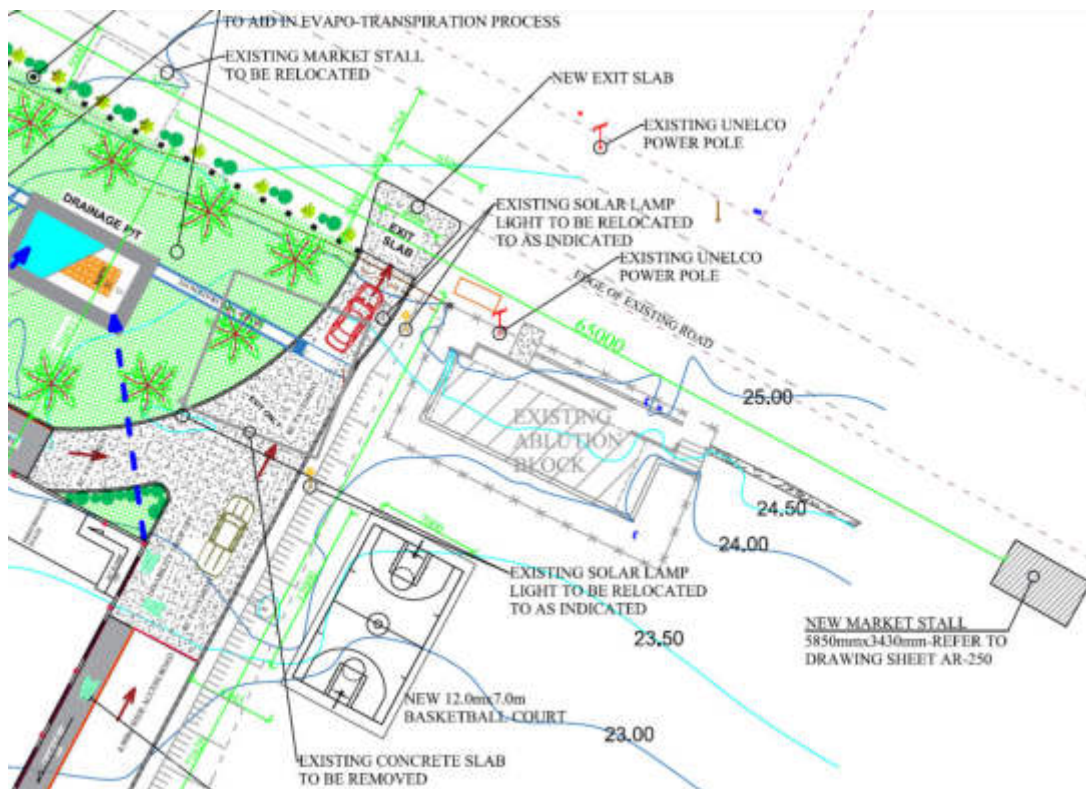 TO AID IN EVAPO-TRANSPIRATION PROCESS
EXISTING MARKET STALL
TO BE RELOCATED
NEW EXIT SLAB
EXISTING UNELCO
POWER POLE
DRAINAGE PIT
EXIT
SLAB
EXISTING SOLAR LAMP
LIGHT TO BE RELOCATED
TO AS INDICATED
EXISTING UNELCO
POWER POLE
EDGE OF EXISTING ROAD
65000
25.00
EXIT ONLY
EXISTING
ABLUTION
BLOCK
24.50
24.00
7000
EXISTING SOLAR LAMP
LIGHT TO BE RELOCATED
TO AS INDICATED
23.50
NEW MARKET STALL
5850mmx3430mm-REFER TO
DRAWING SHEET AR-250
NEW 12.0mx7.0m
BASKETBALL COURT
23.00
EXISTING CONCRETE SLAB
TO BE REMOVED